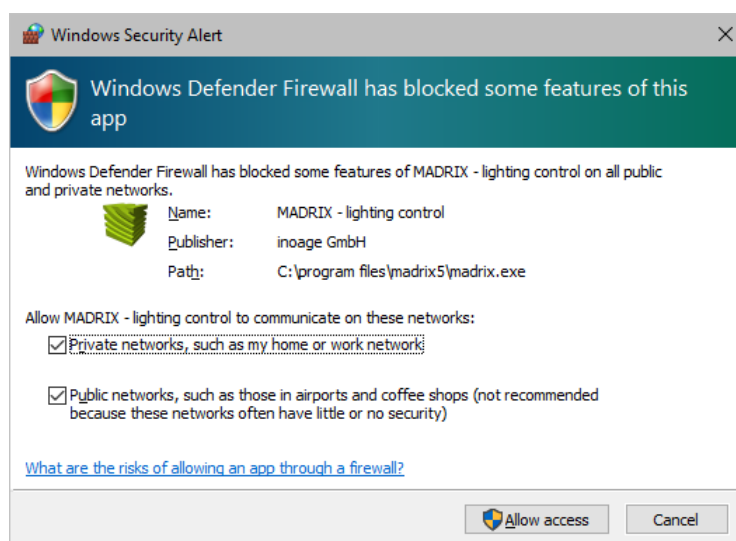 Windows Security Alert
Windows Defender Firewall has blocked some features of this
app
Windows Defender Firewall has blocked some features of MADRIX - lighting control on all public
and private networks.
Name: MADRIX - lighting control
Publisher: inoage GmbH
Path: C:\program files\madrix5\madrix.exe
Allow MADRIX - lighting control to communicate on these networks:
Private networks, such as my home or work network
Public networks, such as those in airports and coffee shops (not recommended
because these networks often have little or no security)
What are the risks of allowing an app through a firewall?
Allow access Cancel